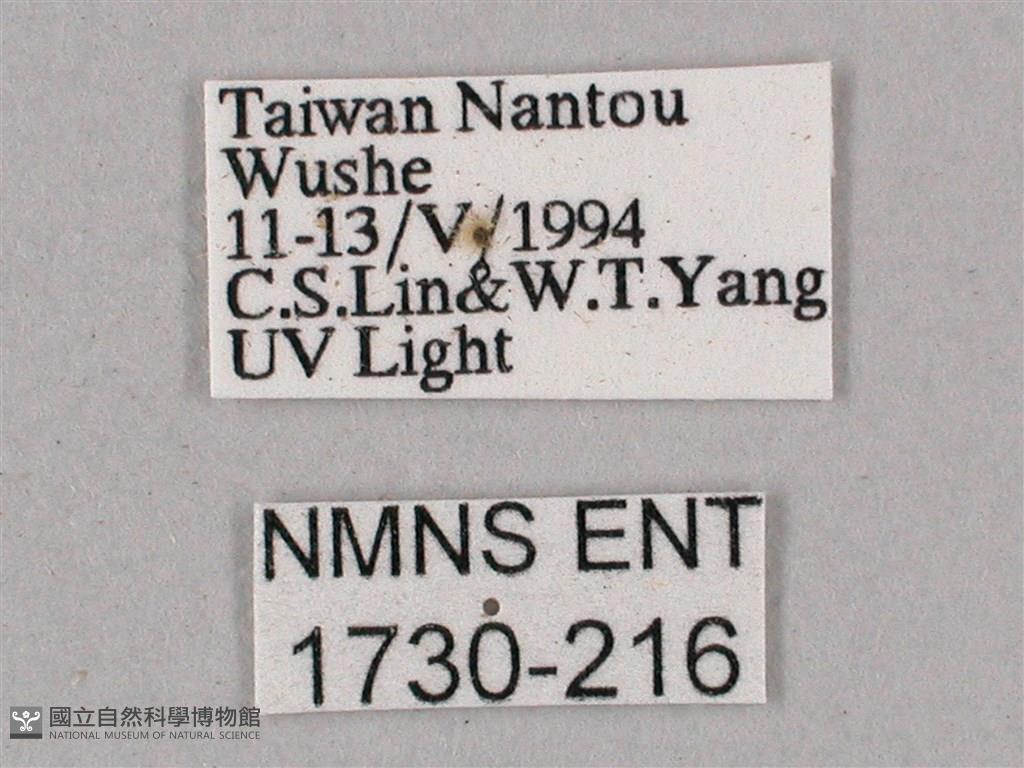 Taiwan Nantou
Wushe
11-13/V/1994
C.S.Lin&W.T.Yang
UV Light
NMNS ENT
1730-216
國立自然科學博物館
NATIONAL MUSEUM OF NATURAL SCIENCE